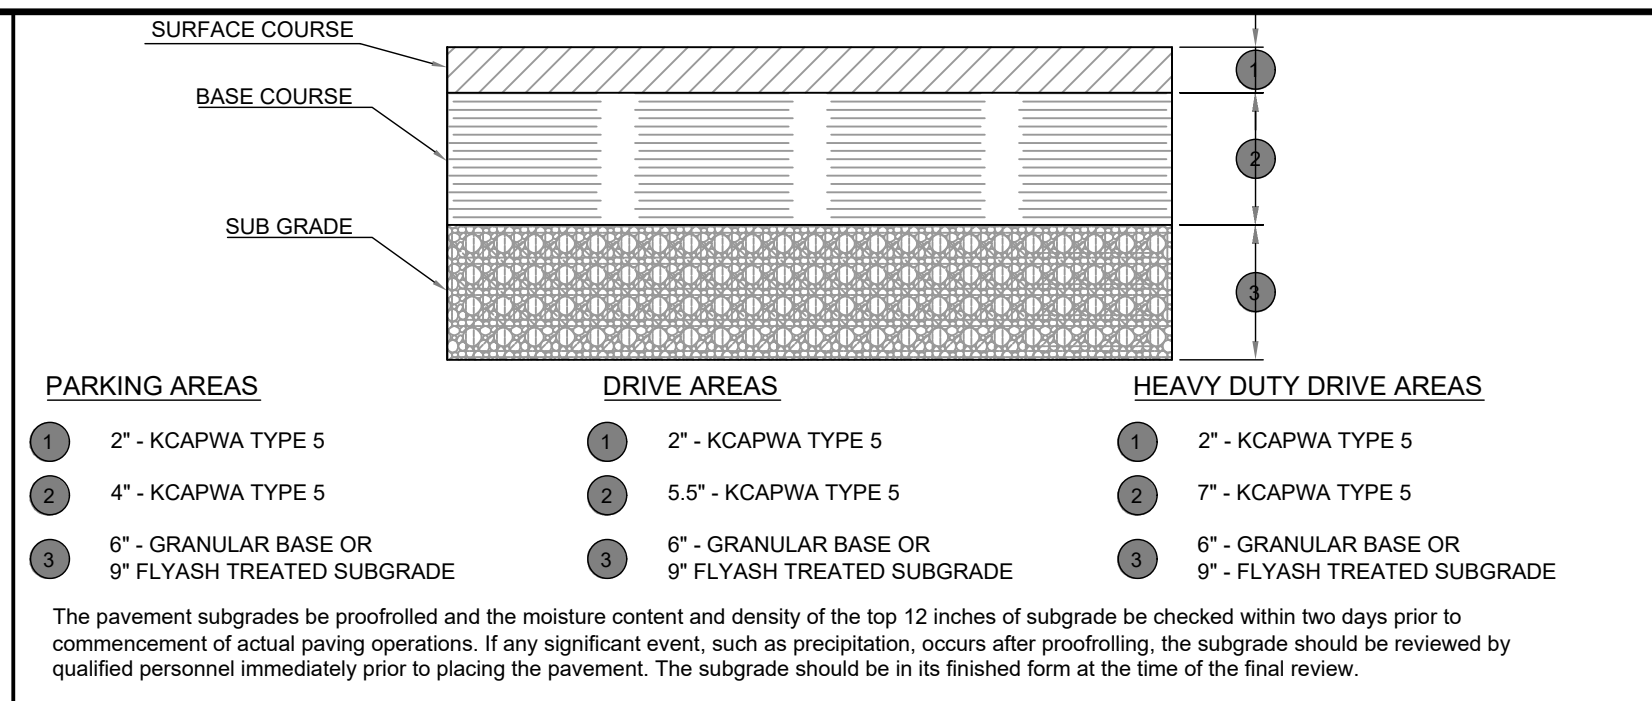 SURFACE COURSE
BASE COURSE
SUB GRADE
1
2
3
PARKING AREAS
1 2" - KCAPWA TYPE 5
2 4" - KCAPWA TYPE 5
3 6" - GRANULAR BASE OR
9" FLYASH TREATED SUBGRADE
DRIVE AREAS
1 2" - KCAPWA TYPE 5
2 5.5" - KCAPWA TYPE 5
3 6" - GRANULAR BASE OR
9" FLYASH TREATED SUBGRADE
HEAVY DUTY DRIVE AREAS
1 2" - KCAPWA TYPE 5
2 7" - KCAPWA TYPE 5
3 6" - GRANULAR BASE OR
9" - FLYASH TREATED SUBGRADE
The pavement subgrades be proofrolled and the moisture content and density of the top 12 inches of subgrade be checked within two days prior to
commencement of actual paving operations. If any significant event, such as precipitation, occurs after proofrolling, the subgrade should be reviewed by
qualified personnel immediately prior to placing the pavement. The subgrade should be in its finished form at the time of the final review.